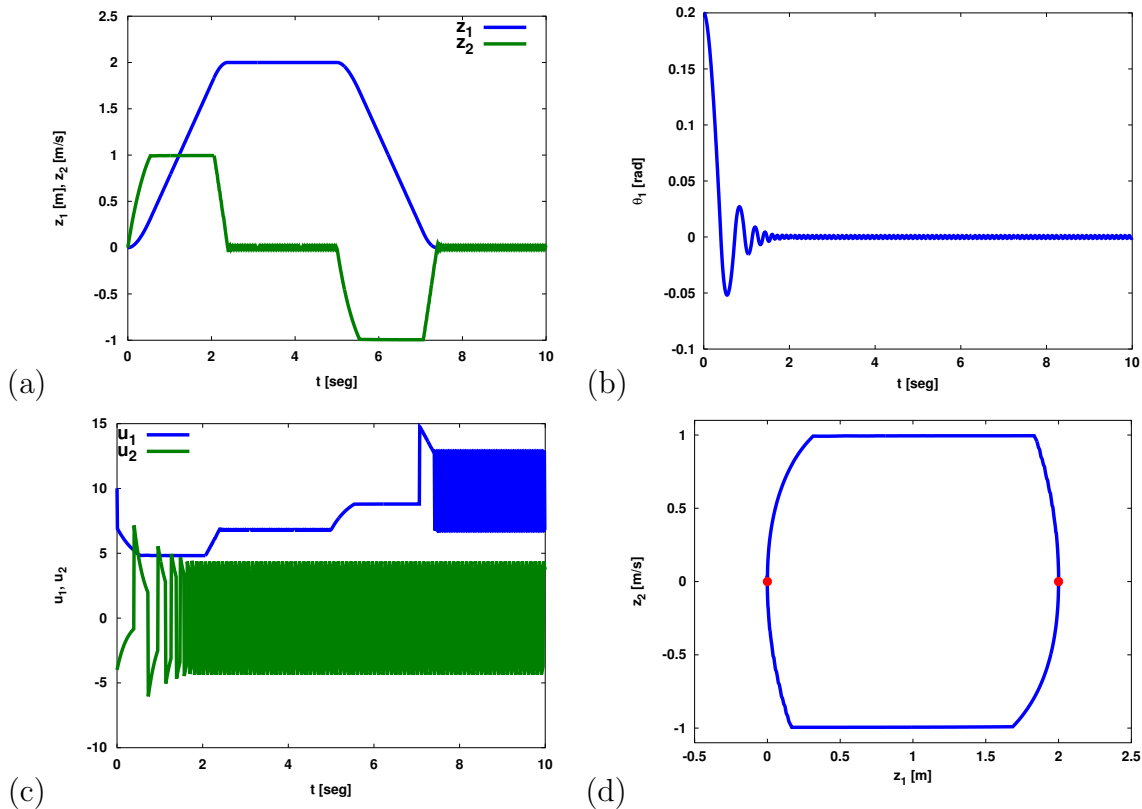 2.5
2
1.5
1
0.5
0
-0.5
-1
0 2 4 6 8 10
z₁ [m], z₂ [m/s]
t [seg]
z₁
z₂
(a)
0.2
0.15
0.1
0.05
0
-0.05
-0.1
0 2 4 6 8 10
θ₁ [rad]
t [seg]
(b)
15
10
5
0
-5
-10
0 2 4 6 8 10
u₁, u₂
t [seg]
u₁
u₂
(c)
1
0.5
0
-0.5
-1
-0.5 0 0.5 1 1.5 2 2.5
z₂ [m/s]
z₁ [m]
(d)